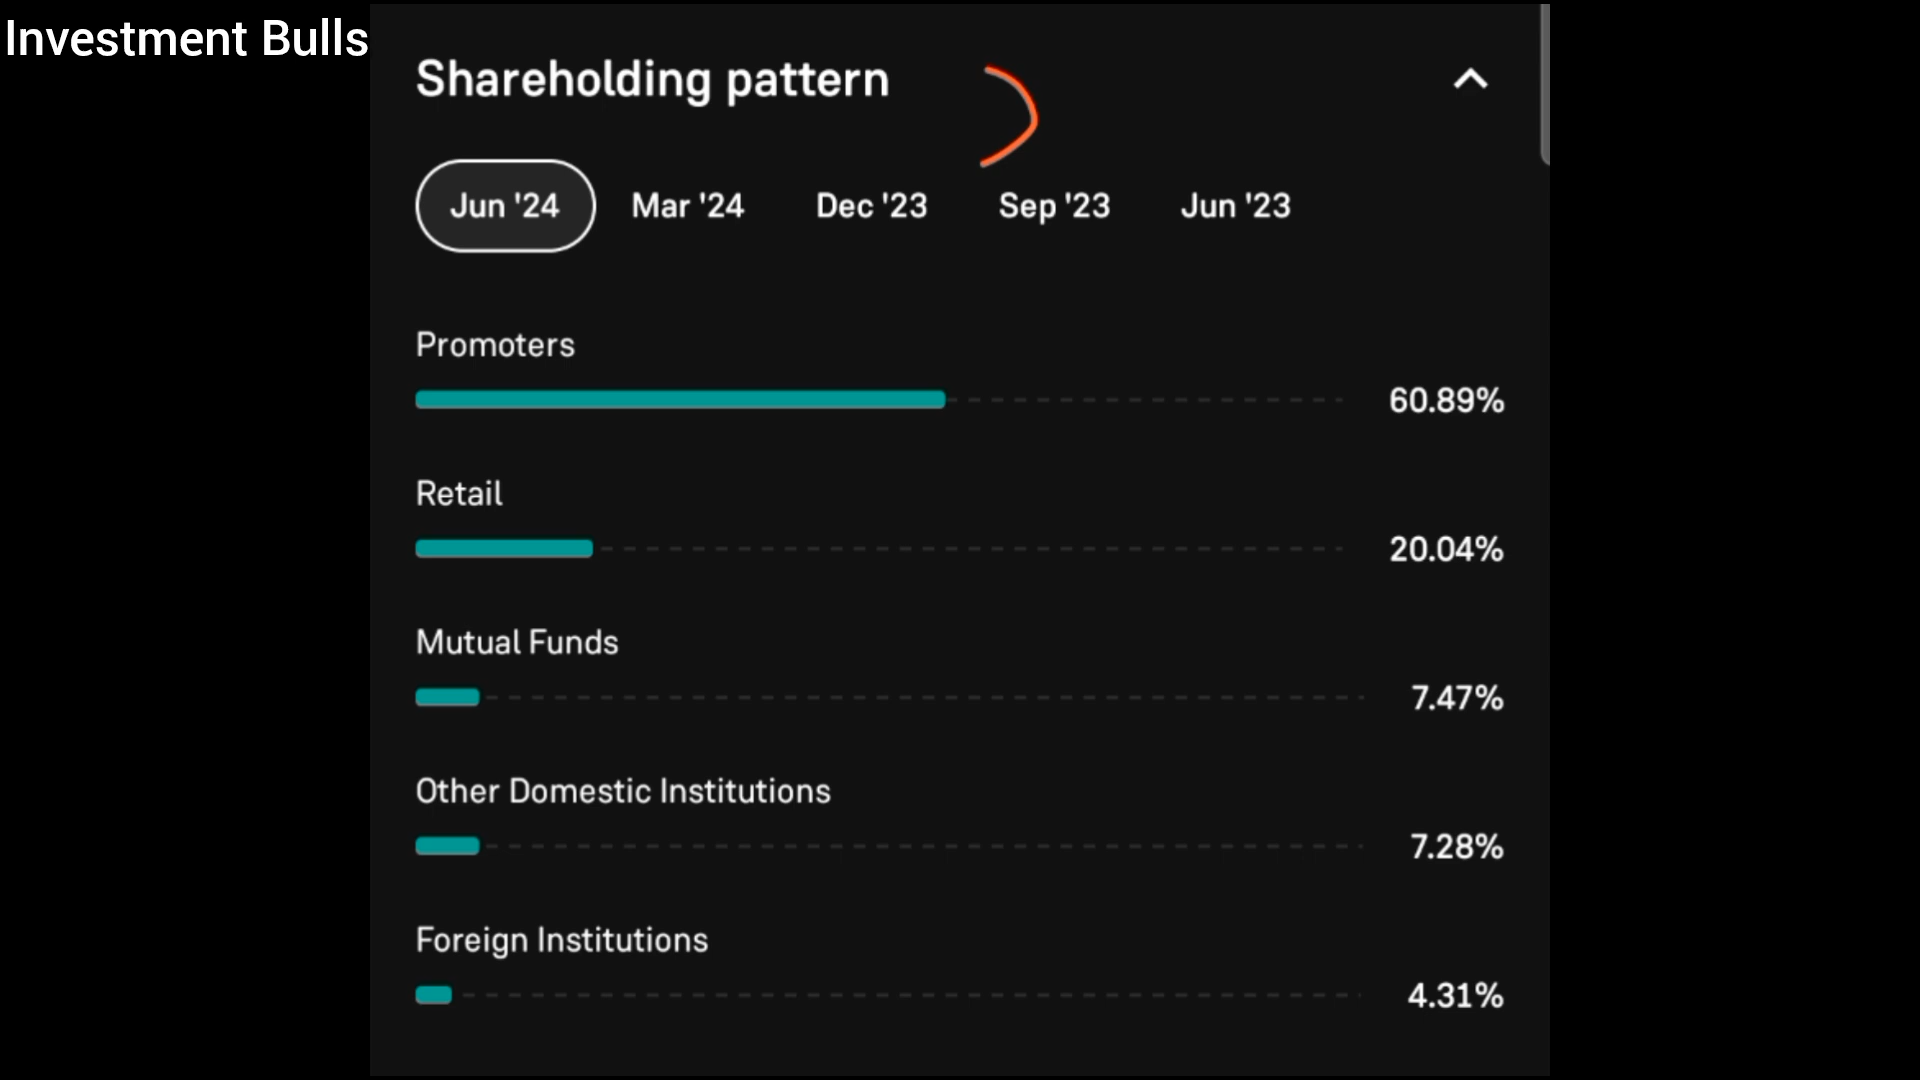 Investment Bulls
Shareholding pattern
Jun '24 Mar '24 Dec '23 Sep '23 Jun '23
Promoters
60.89%
Retail
20.04%
Mutual Funds
7.47%
Other Domestic Institutions
7.28%
Foreign Institutions
4.31%